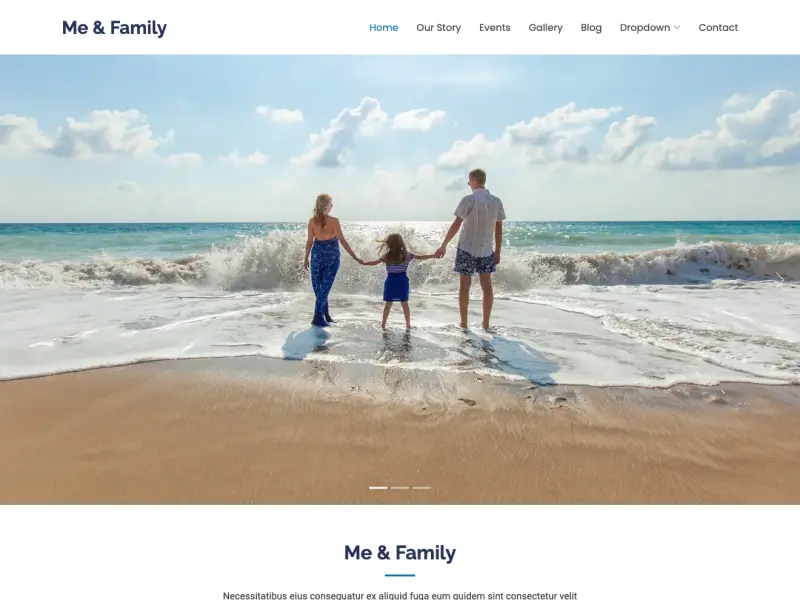 Me & Family
Home Our Story Events Gallery Blog Dropdown Contact
Me & Family
Necessitatibus eius consequatur ex aliquid fuga eum quidem sint consectetur velit